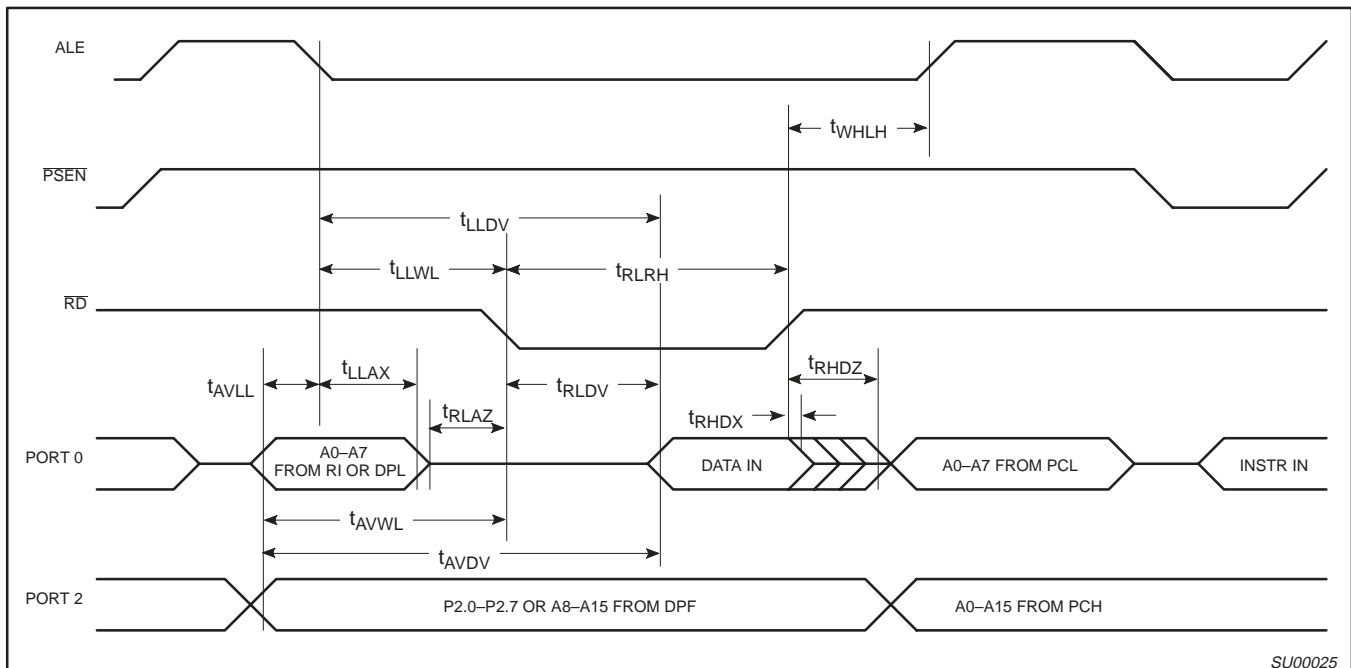 ALE
tWHLH
PSEN
tLLDV
tLLWL
tRLRH
RD
tAVLL
tLLAX
tRLAZ
tRLDV
tRHDZ
tRHDX
PORT 0
A0–A7
FROM RI OR DPL
DATA IN
A0–A7 FROM PCL
INSTR IN
tAVWL
tAVDV
PORT 2
P2.0–P2.7 OR A8–A15 FROM DPF
A0–A15 FROM PCH
SU00025